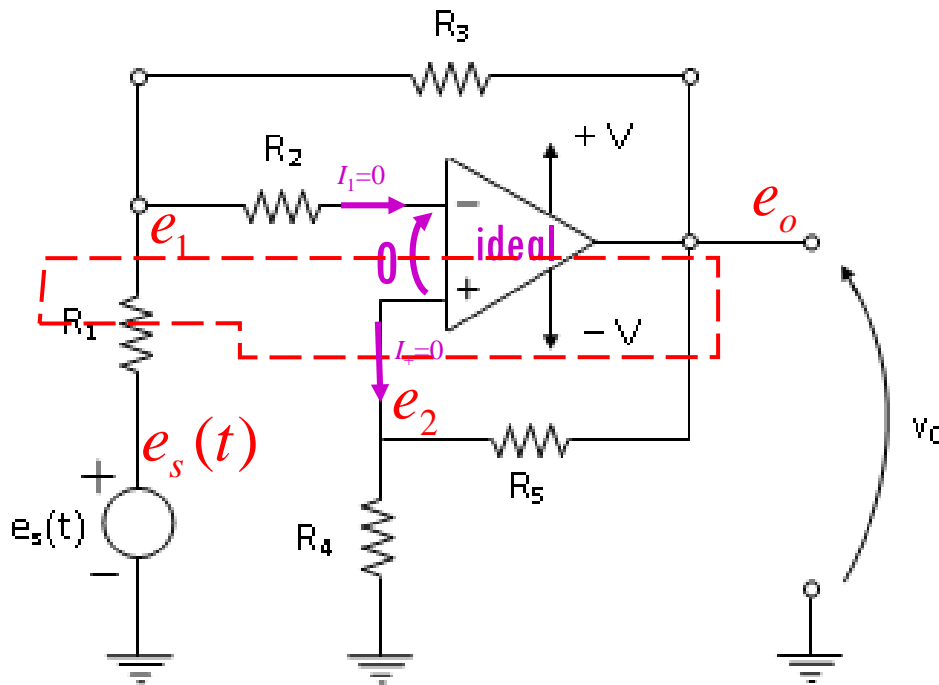 R3
+ V
R2
I1=0
−
eo
e1
0
ideal
+
R1
− V
I+=0
e2
es(t)
R5
vo
+
es(t)
R4
−